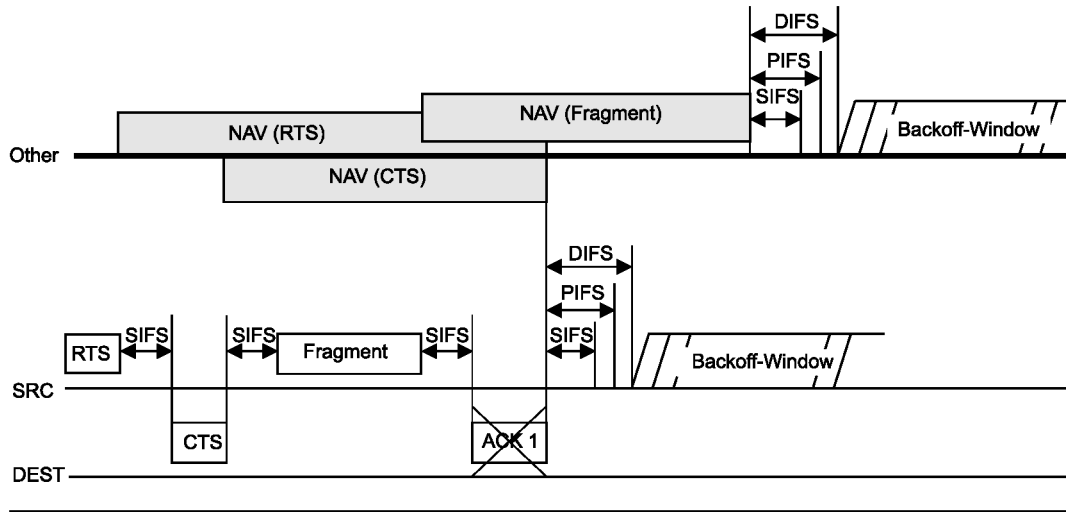 DIFS
PIFS
SIFS
NAV (Fragment)
NAV (RTS)
Backoff-Window
Other
NAV (CTS)
DIFS
PIFS
SIFS
SIFS
SIFS
SIFS
RTS
Fragment
Backoff-Window
SRC
CTS
ACK 1
DEST